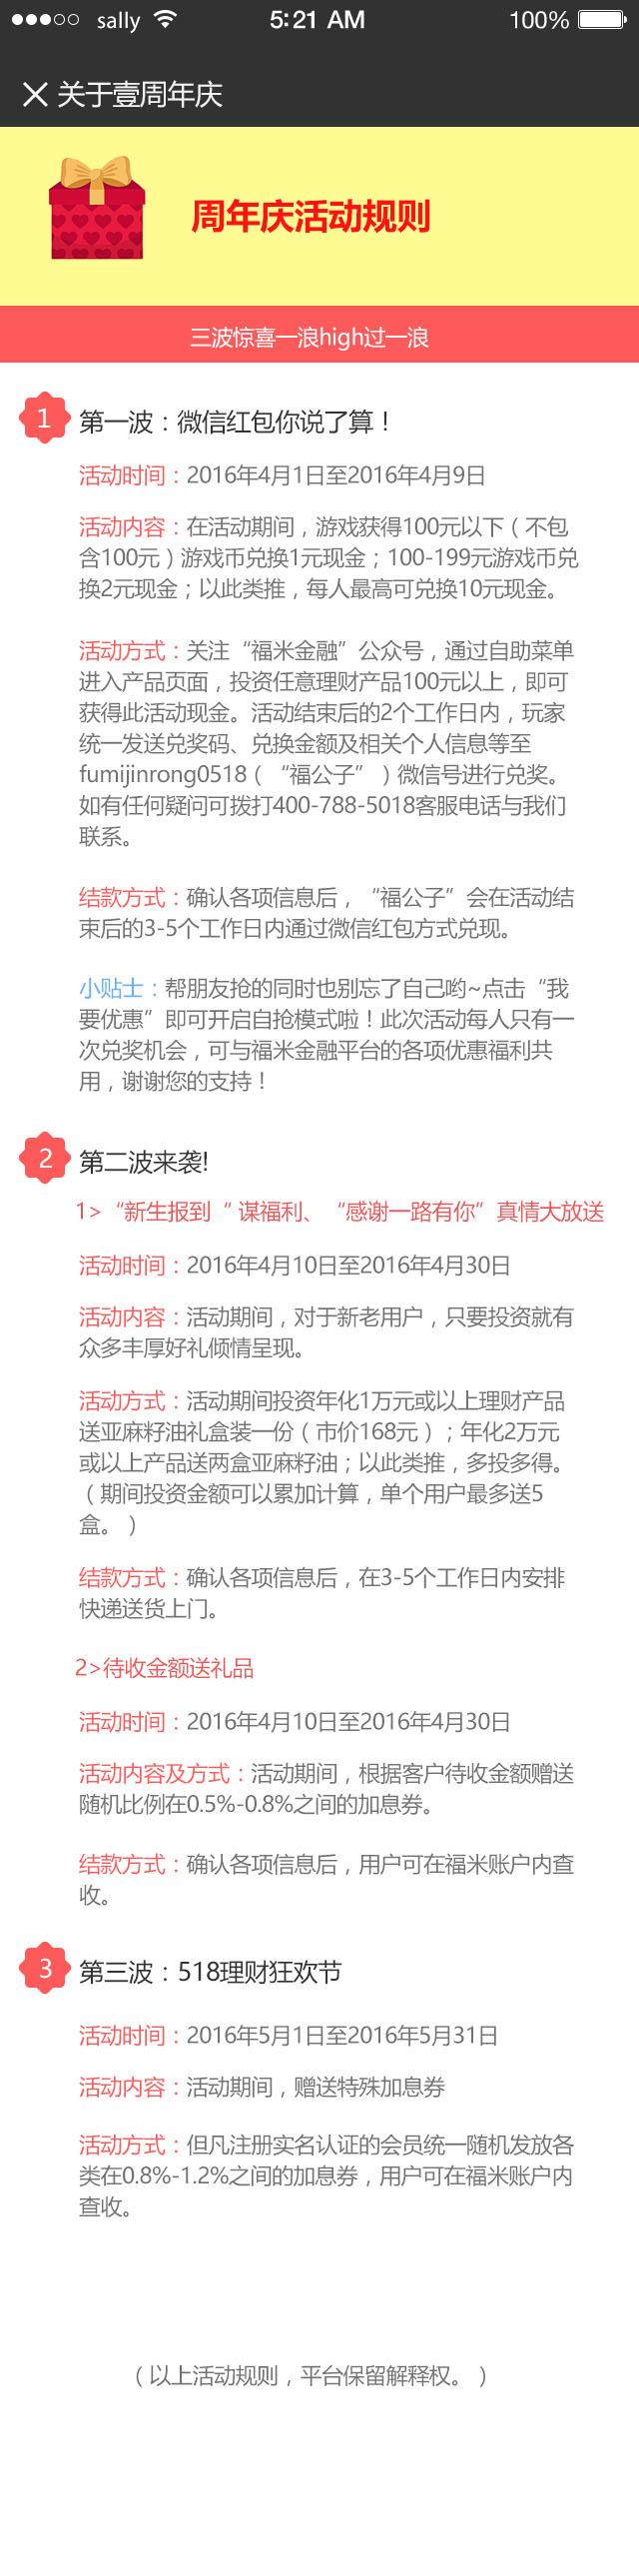 sally
5:21 AM
100%
关于壹周年庆
周年庆活动规则
三波惊喜一浪high过一浪
1
第一波：微信红包你说了算！
活动时间：2016年4月1日至2016年4月9日
活动内容：在活动期间，游戏获得100元以下（不包
含100元）游戏币兑换1元现金；100-199元游戏币兑
换2元现金；以此类推，每人最高可兑换10元现金。
活动方式：关注“福米金融”公众号，通过自助菜单
进入产品页面，投资任意理财产品100元以上，即可
获得此活动现金。活动结束后的2个工作日内，玩家
统一发送兑奖码、兑换金额及相关个人信息等至
fumijinrong0518（“福公子”）微信号进行兑奖。
如有任何疑问可拨打400-788-5018客服电话与我们
联系。
结款方式：确认各项信息后，“福公子”会在活动结
束后的3-5个工作日内通过微信红包方式兑现。
小贴士：帮朋友抢的同时也别忘了自己哟~点击“我
要优惠”即可开启自抢模式啦！此次活动每人只有一
次兑奖机会，可与福米金融平台的各项优惠福利共
用，谢谢您的支持！
2
第二波来袭!
1>“新生报到“ 谋福利、“感谢一路有你”真情大放送
活动时间：2016年4月10日至2016年4月30日
活动内容：活动期间，对于新老用户，只要投资就有
众多丰厚好礼倾情呈现。
活动方式：活动期间投资年化1万元或以上理财产品
送亚麻籽油礼盒装一份（市价168元）；年化2万元
或以上产品送两盒亚麻籽油；以此类推，多投多得。
（期间投资金额可以累加计算，单个用户最多送5
盒。）
结款方式：确认各项信息后，在3-5个工作日内安排
快递送货上门。
2>待收金额送礼品
活动时间：2016年4月10日至2016年4月30日
活动内容及方式：活动期间，根据客户待收金额赠送
随机比例在0.5%-0.8%之间的加息券。
结款方式：确认各项信息后，用户可在福米账户内查
收。
3
第三波：518理财狂欢节
活动时间：2016年5月1日至2016年5月31日
活动内容：活动期间，赠送特殊加息券
活动方式：但凡注册实名认证的会员统一随机发放各
类在0.8%-1.2%之间的加息券，用户可在福米账户内
查收。
（以上活动规则，平台保留解释权。）